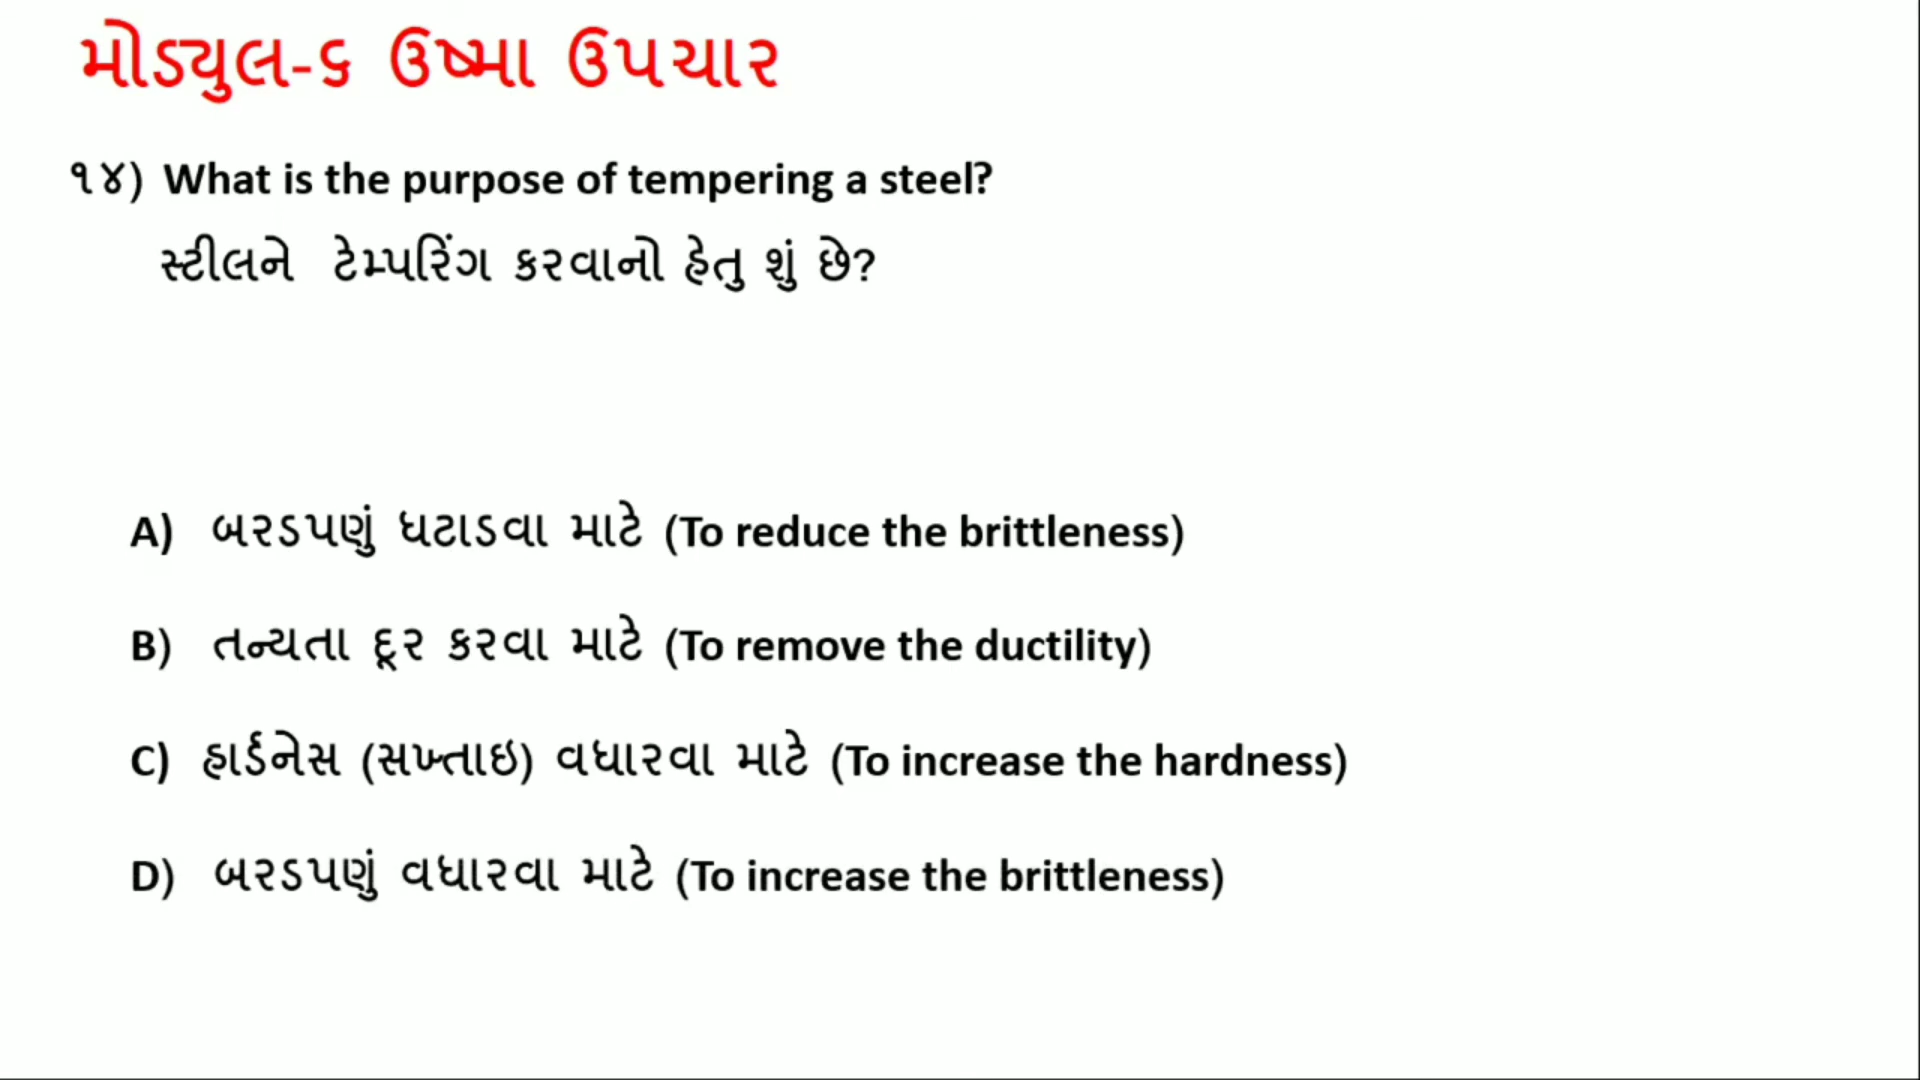 મોડ્યુલ-૬ ઉષ્મા ઉપચાર
૧૪) What is the purpose of tempering a steel?
સ્ટીલને ટેમ્પરિંગ કરવાનો હેતુ શું છે?
A) બરડપણું ઘટાડવા માટે (To reduce the brittleness)
B) તન્યતા દૂર કરવા માટે (To remove the ductility)
C) હાર્ડનેસ (સખ્તાઇ) વધારવા માટે (To increase the hardness)
D) બરડપણું વધારવા માટે (To increase the brittleness)